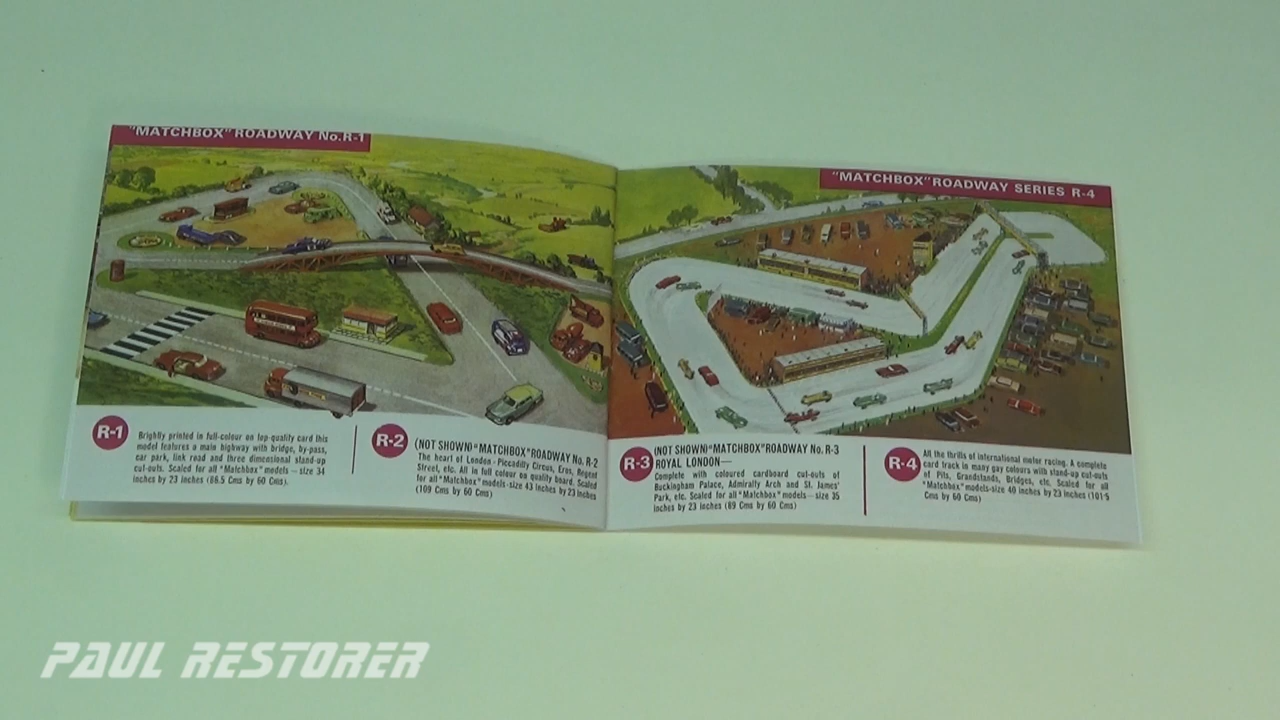 "MATCHBOX" ROADWAY No.R-1
"MATCHBOX" ROADWAY SERIES R-4
R-1
Brightly printed in full-colour on top-quality card this
model features a main highway with bridge, by-pass,
car park, link road and three dimensional stand-up
cut-outs. Scaled for all "Matchbox" models - size 34
inches by 23 inches (86.5 Cms by 60 Cms).
R-2
(NOT SHOWN) "MATCHBOX" ROADWAY No. R-2
The heart of London - Piccadilly Circus, Eros, Regent
Street, etc. All in full colour on quality board. Scaled
for all "Matchbox" models-size 43 inches by 23 inches
(109 Cms by 60 Cms)
R-3
(NOT SHOWN) "MATCHBOX" ROADWAY No. R-3
ROYAL LONDON—
Complete with coloured cardboard cut-outs of
Buckingham Palace, Admiralty Arch and St. James'
Park, etc. Scaled for all "Matchbox" models — size 35
inches by 23 inches (89 Cms by 60 Cms)
R-4
All the thrills of international motor racing. A complete
card track in many gay colours with stand-up cut-outs
of Pits, Grandstands, Bridges, etc. Scaled for all
"Matchbox" models-size 40 inches by 23 inches (101·5
Cms by 60 Cms)
PAUL RESTORER